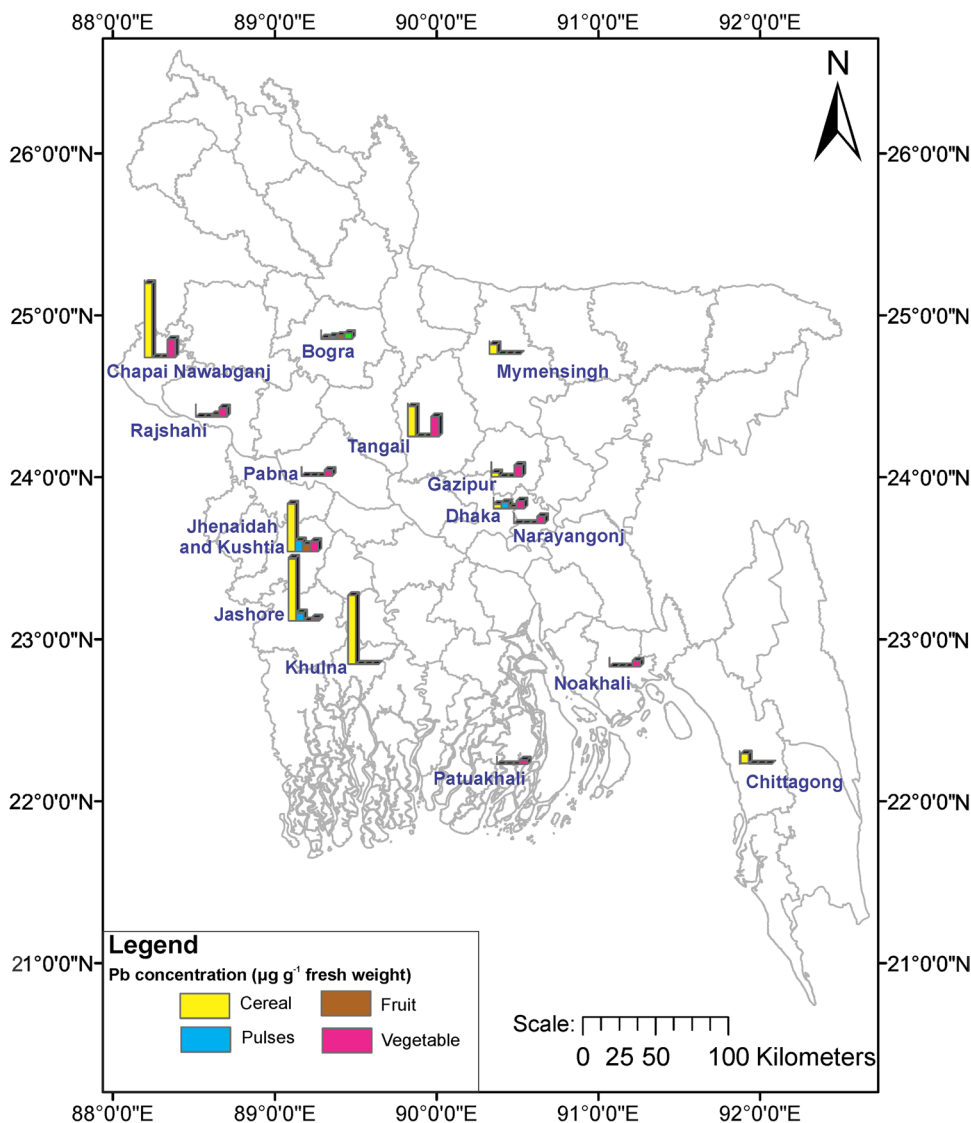 88°0'0"E 89°0'0"E 90°0'0"E 91°0'0"E 92°0'0"E
N
26°0'0"N 26°0'0"N
25°0'0"N 25°0'0"N
Bogra
Chapai Nawabganj
Mymensingh
Rajshahi
Tangail
24°0'0"N 24°0'0"N
Pabna
Gazipur
Dhaka
Jhenaidah
and Kushtia
Narayangonj
Jashore
23°0'0"N 23°0'0"N
Khulna
Noakhali
Patuakhali
Chittagong
22°0'0"N 22°0'0"N
Legend
Pb concentration (µg g-1 fresh weight)
21°0'0"N 21°0'0"N
Cereal Fruit
Pulses Vegetable
Scale:
0 25 50 100 Kilometers
88°0'0"E 89°0'0"E 90°0'0"E 91°0'0"E 92°0'0"E